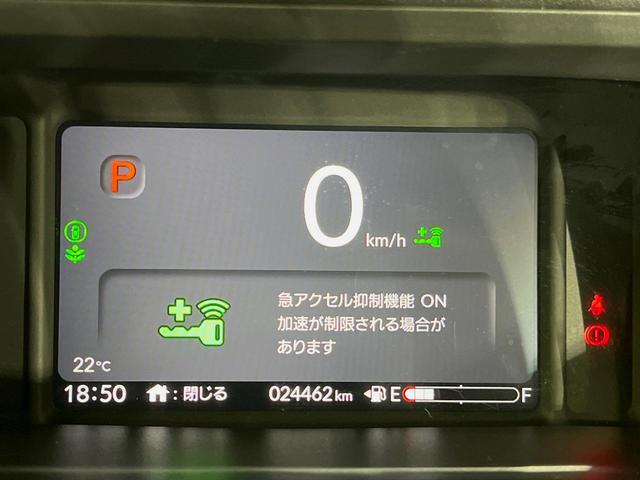 P
0 km/h
急アクセル抑制機能 ON
加速が制限される場合が
あります
22℃
18:50 :閉じる 024462km E F